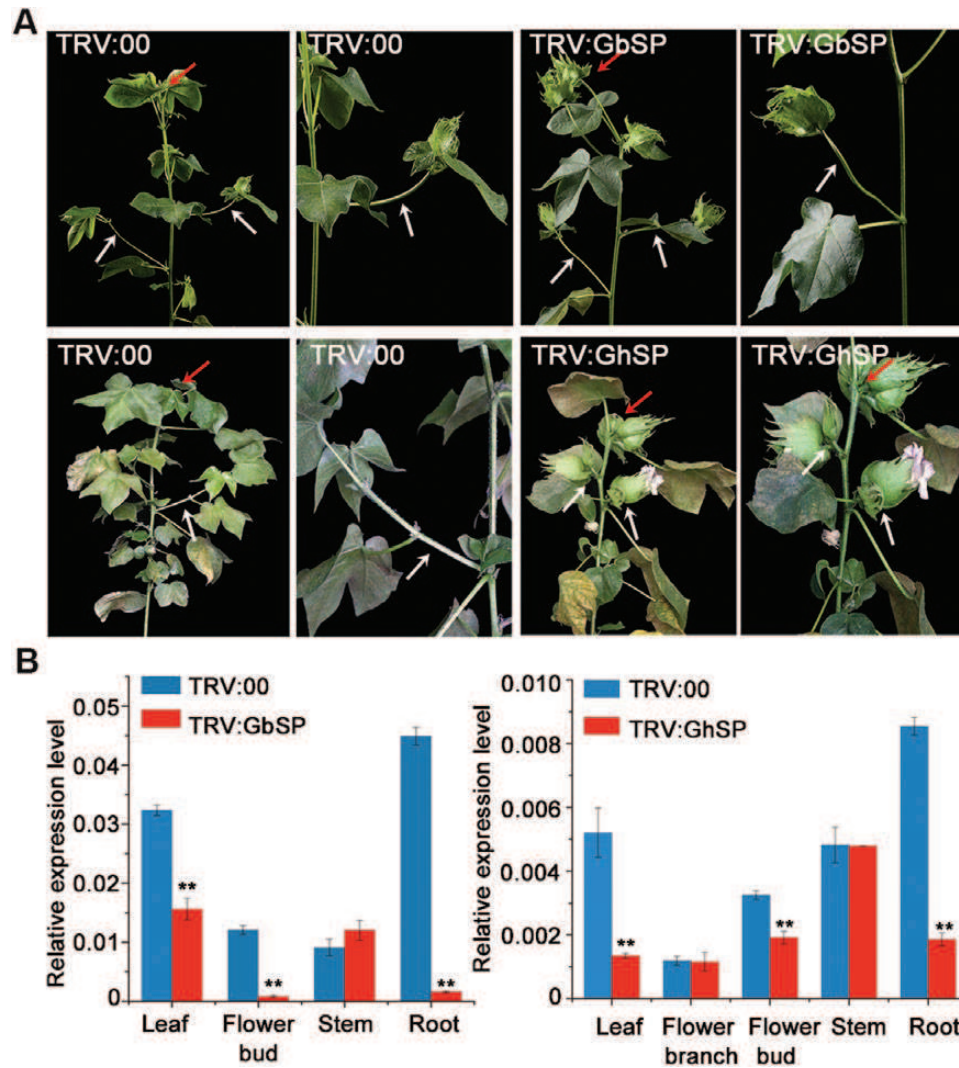 A
TRV:00 TRV:00 TRV:GbSP TRV:GbSP
TRV:00 TRV:00 TRV:GhSP TRV:GhSP
B
Relative expression level
0.05
0.04
0.03
0.02
0.01
0
TRV:00
TRV:GbSP
**
**
**
Leaf Flower Stem Root
bud
Relative expression level
0.010
0.008
0.006
0.004
0.002
0.000
TRV:00
TRV:GhSP
**
**
**
Leaf Flower Flower Stem Root
branch bud